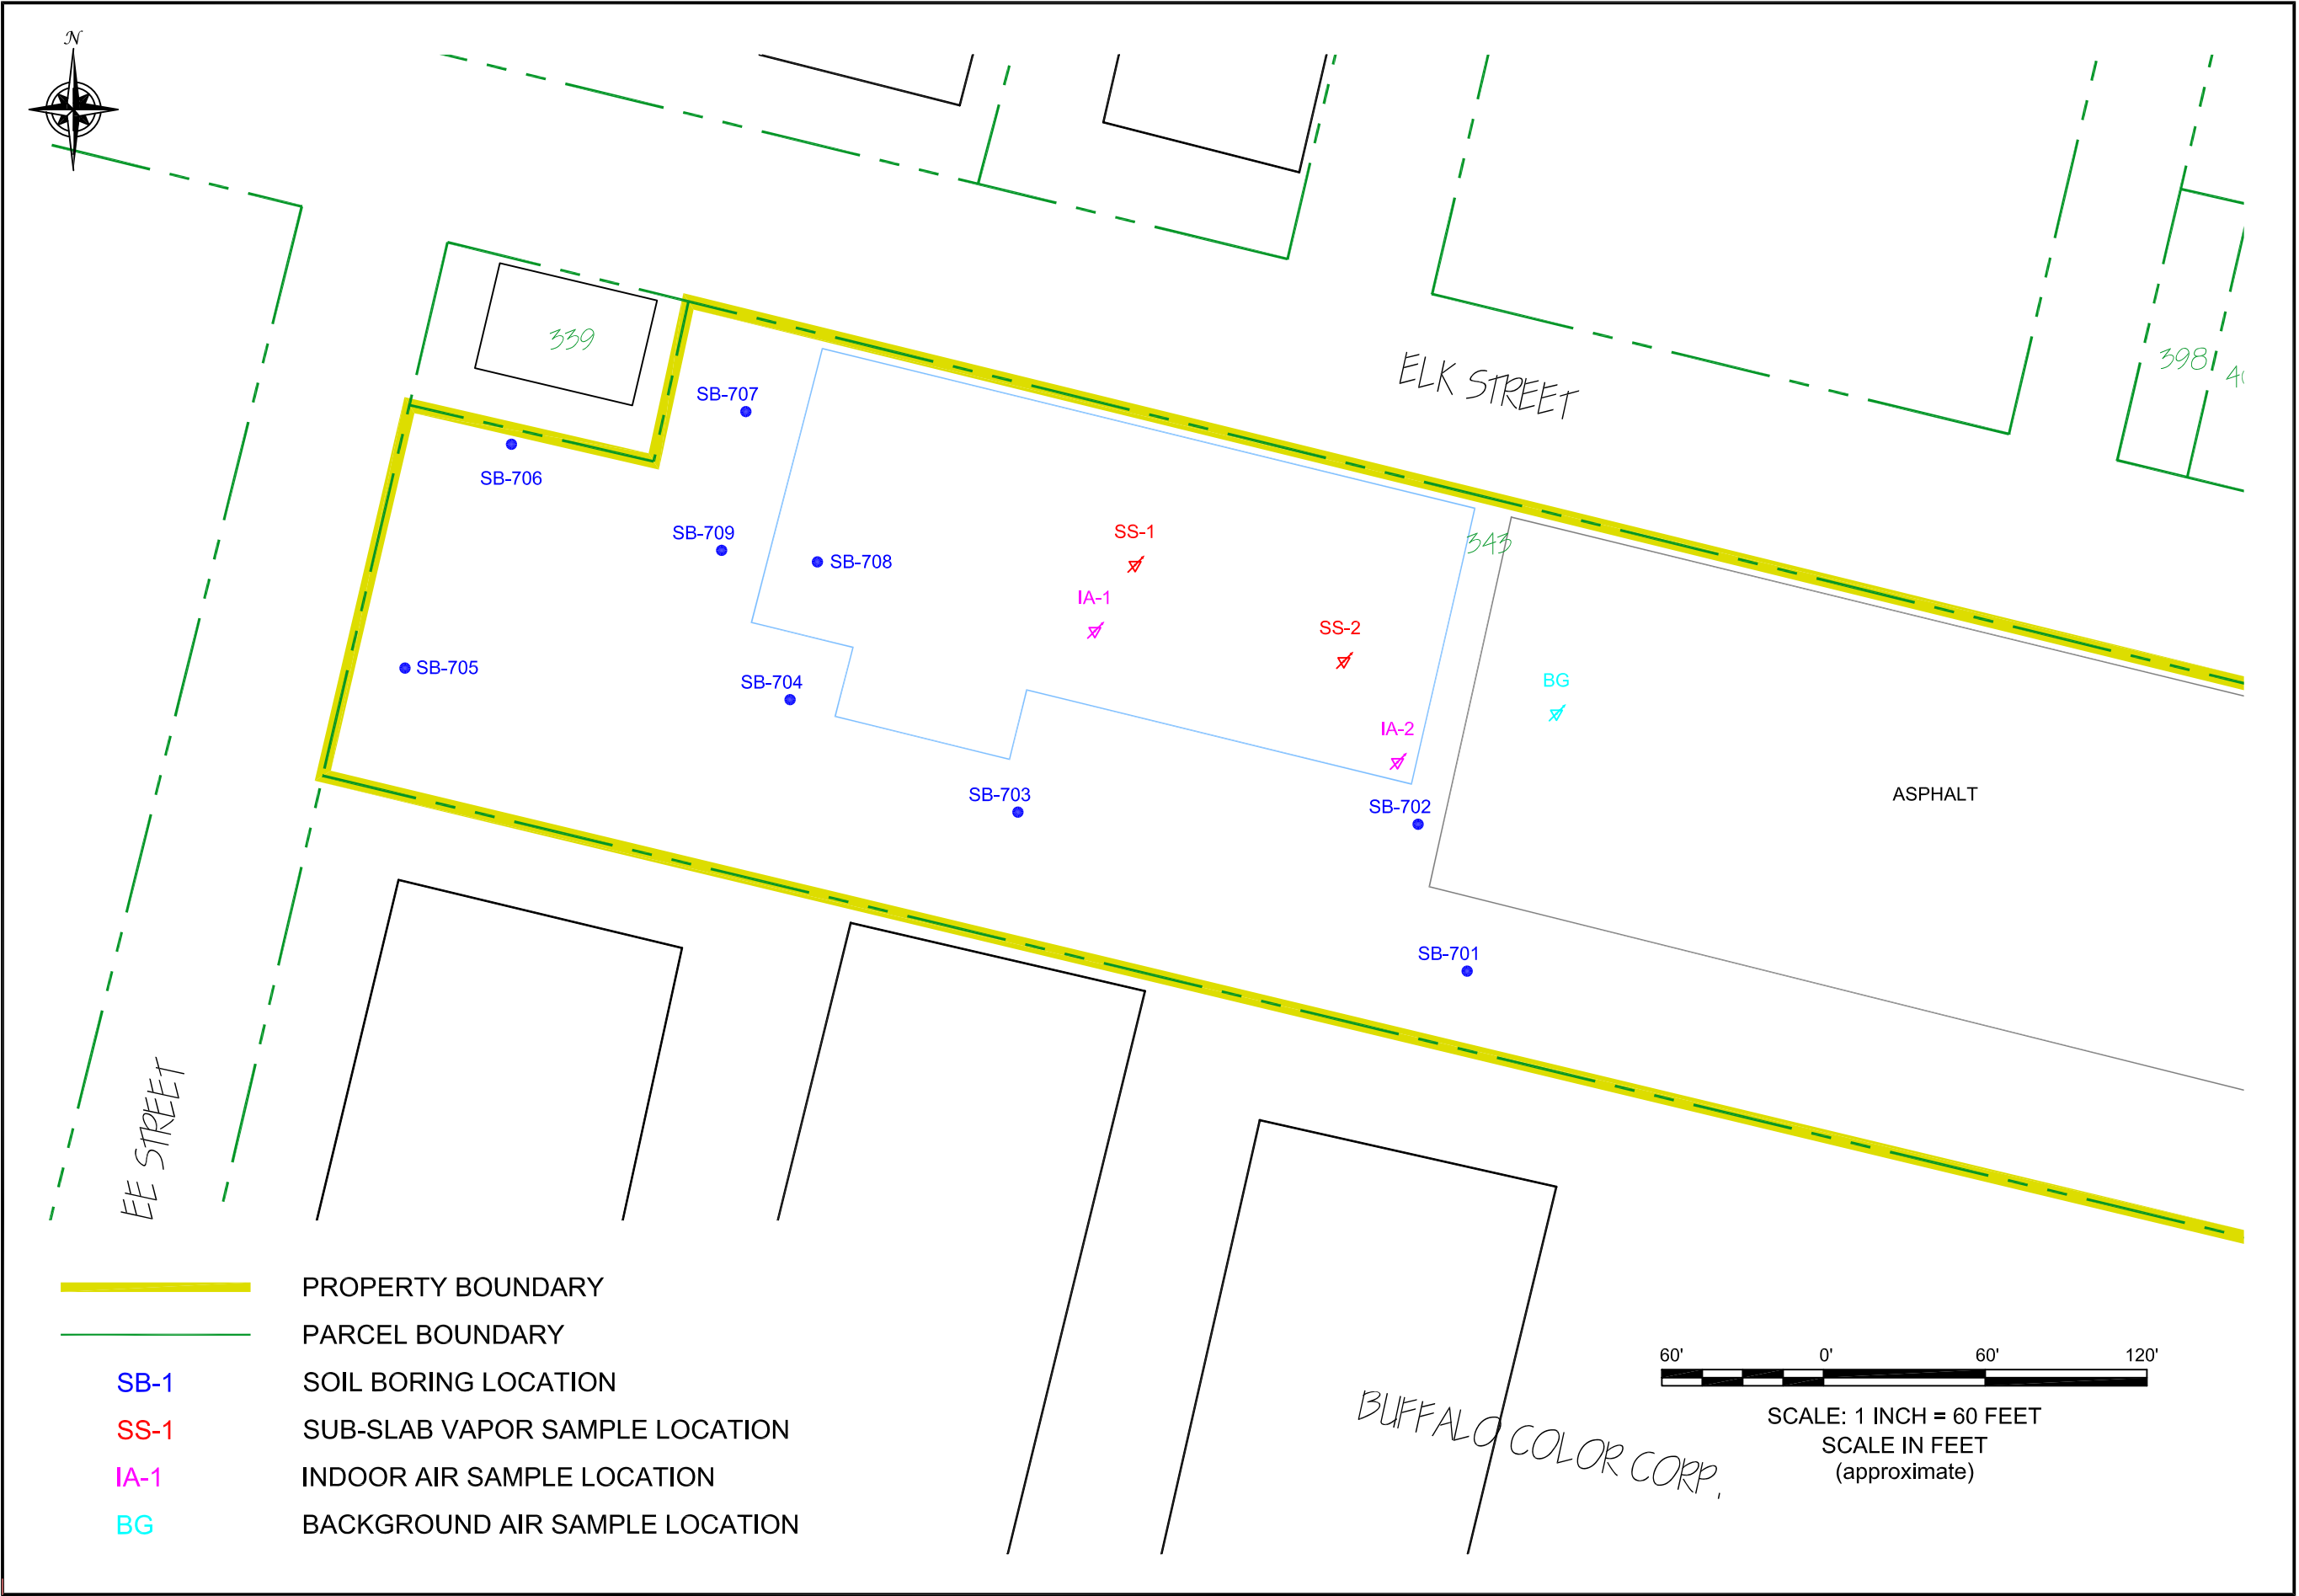 N
339
ELK STREET
398
SB-707
SB-706
SB-709
SB-708
SS-1
343
IA-1
SS-2
SB-705
SB-704
BG
IA-2
SB-703
SB-702
ASPHALT
SB-701
EE STREET
PROPERTY BOUNDARY
PARCEL BOUNDARY
SB-1 SOIL BORING LOCATION
SS-1 SUB-SLAB VAPOR SAMPLE LOCATION
IA-1 INDOOR AIR SAMPLE LOCATION
BG BACKGROUND AIR SAMPLE LOCATION
BUFFALO COLOR CORP.
60' 0' 60' 120'
SCALE: 1 INCH = 60 FEET
SCALE IN FEET
(approximate)